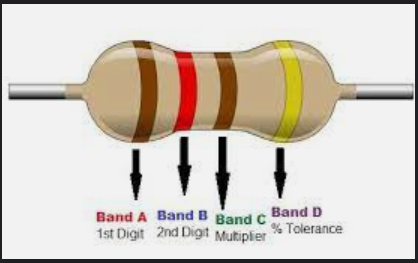 Band A Band B Band C Band D
1st Digit 2nd Digit Multiplier % Tolerance